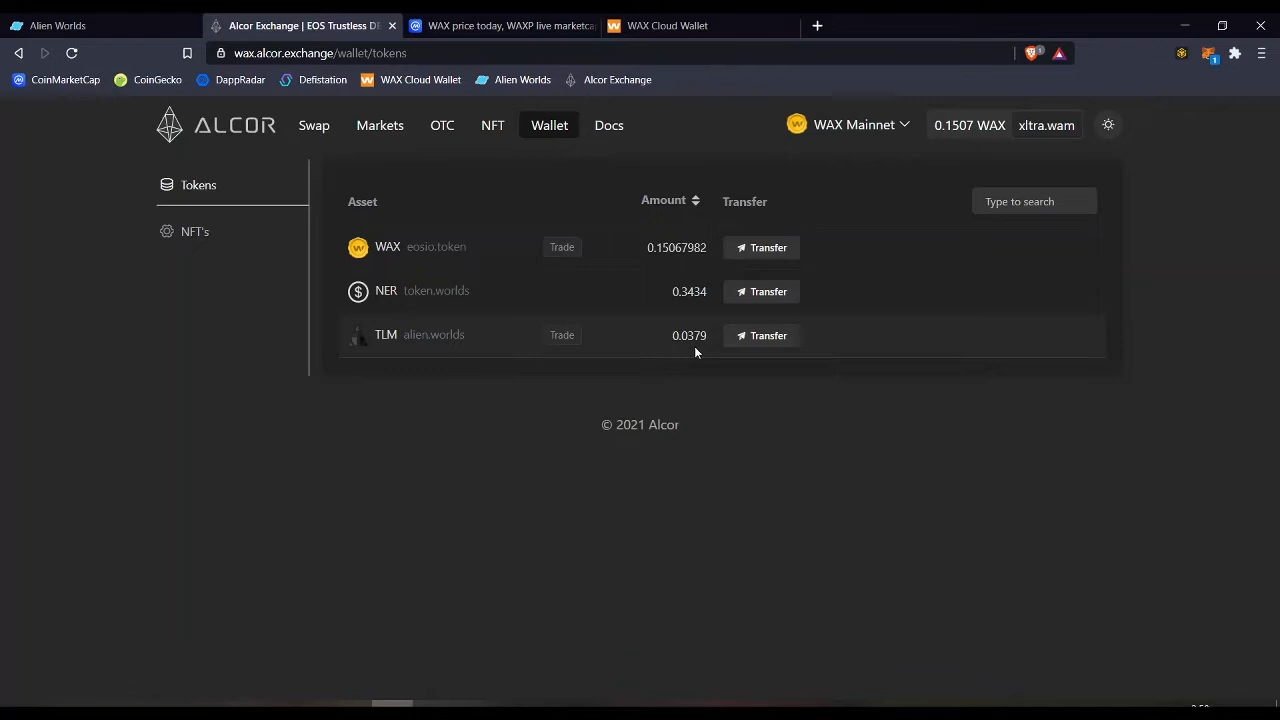 Alien Worlds
Alcor Exchange | EOS Trustless DE
WAX price today, WAXP live marketca
WAX Cloud Wallet
wax.alcor.exchange/wallet/tokens
1
1
CoinMarketCap
CoinGecko
DappRadar
Defistation
WAX Cloud Wallet
Alien Worlds
Alcor Exchange
ALCOR
Swap
Markets
OTC
NFT
Wallet
Docs
WAX Mainnet
0.1507 WAX
xltra.wam
Tokens
NFT's
Asset
Amount
Transfer
Type to search
WAX eosio.token Trade 0.15067982 Transfer
NER token.worlds 0.3434 Transfer
TLM alien.worlds Trade 0.0379 Transfer
© 2021 Alcor